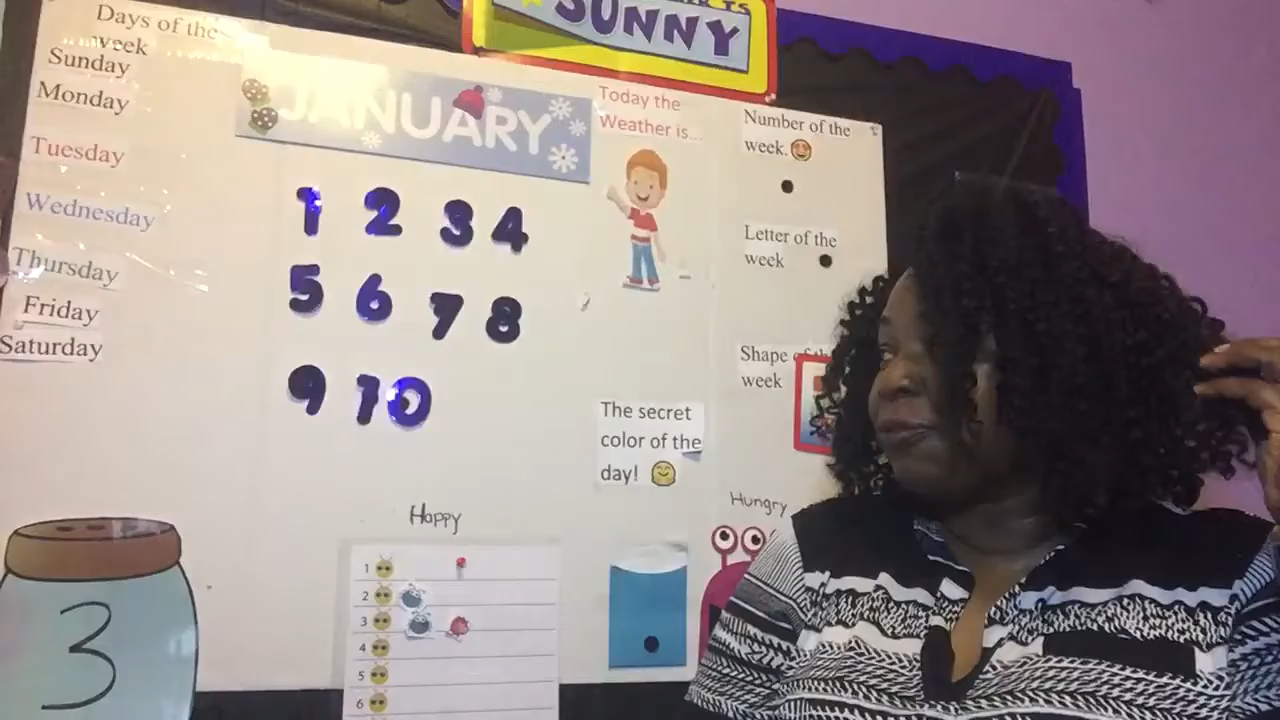 SUNNY
Days of the
week
Sunday
Monday
Tuesday
Wednesday
Thursday
Friday
Saturday
JANUARY
1 2 3 4
5 6 7 8
9 10
Today the
Weather is...
Number of the
week.
Letter of the
week
Shape of the
week
The secret
color of the
day!
Happy
1
2
3
4
5
6
Hungry
3